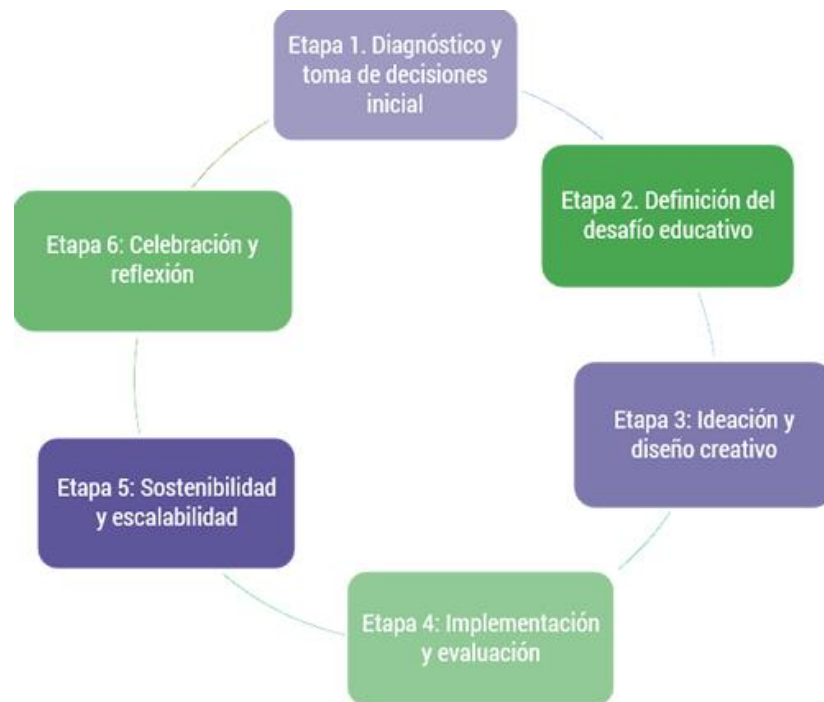 Etapa 1. Diagnóstico y
toma de decisiones
inicial
Etapa 2. Definición del
desafío educativo
Etapa 3: Ideación y
diseño creativo
Etapa 4: Implementación
y evaluación
Etapa 5: Sostenibilidad
y escalabilidad
Etapa 6: Celebración y
reflexión